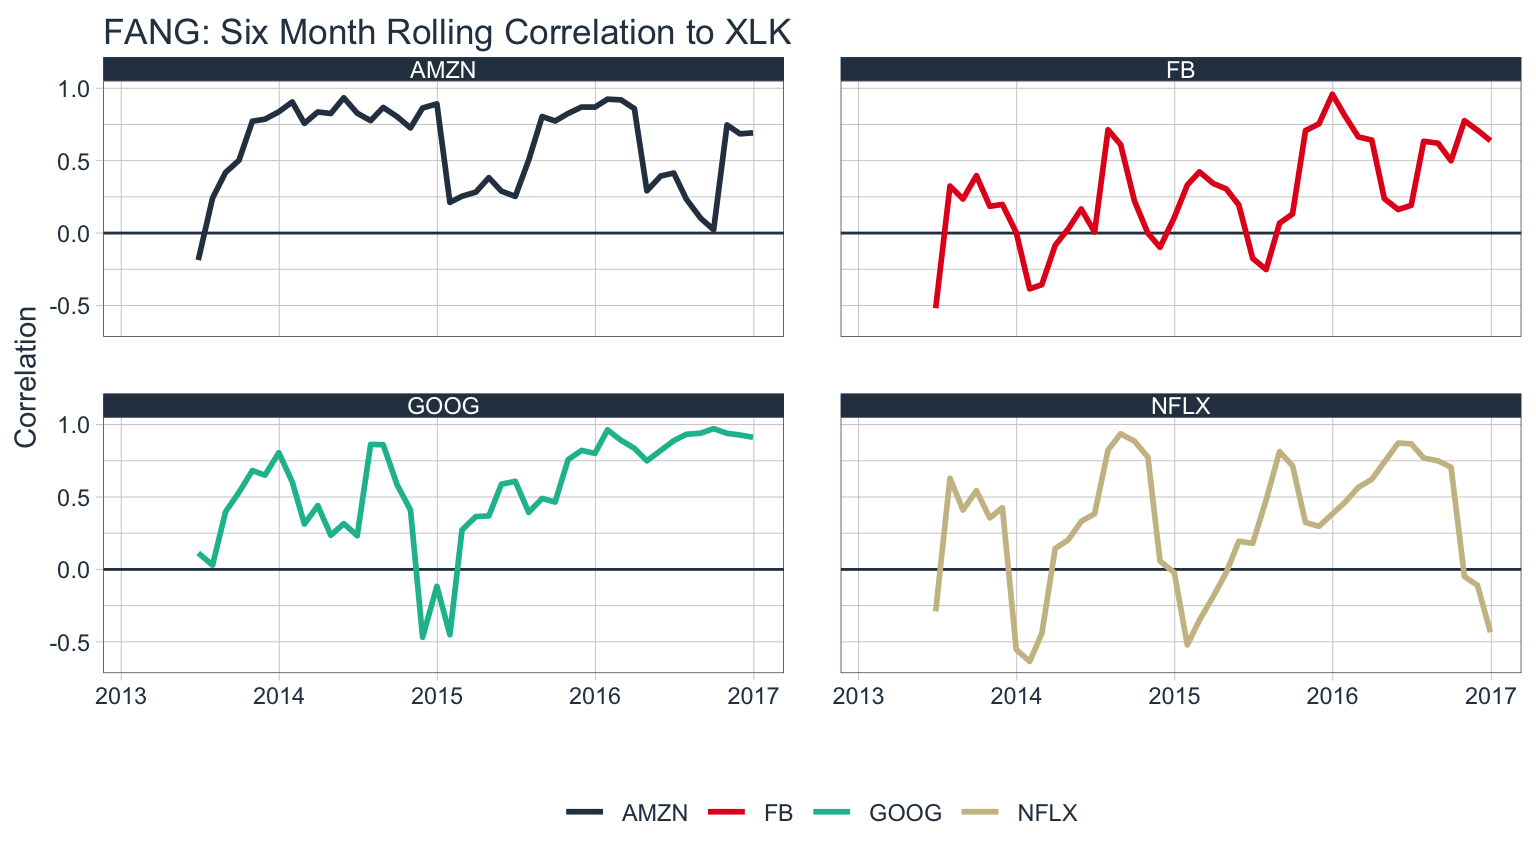 FANG: Six Month Rolling Correlation to XLK
AMZN
FB
1.0
0.5
0.0
-0.5
Correlation
GOOG
NFLX
1.0
0.5
0.0
-0.5
2013 2014 2015 2016 2017
2013 2014 2015 2016 2017
AMZN FB GOOG NFLX